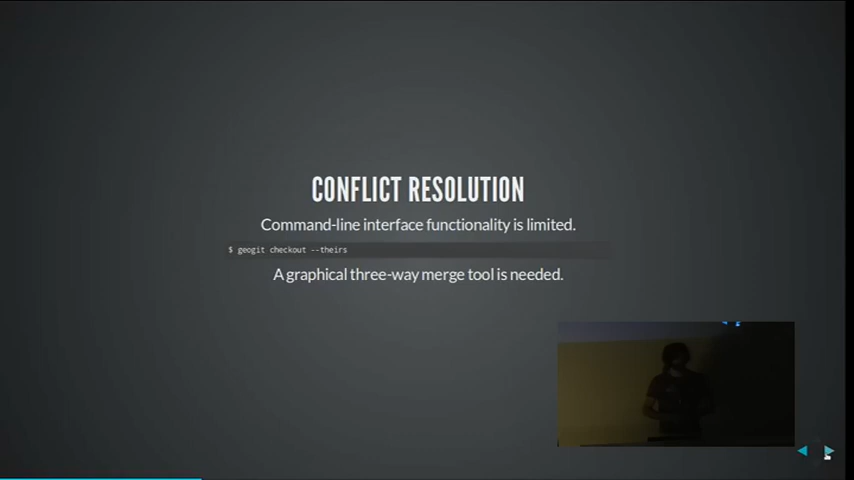 CONFLICT RESOLUTION
Command-line interface functionality is limited.
$ geogit checkout --theirs
A graphical three-way merge tool is needed.